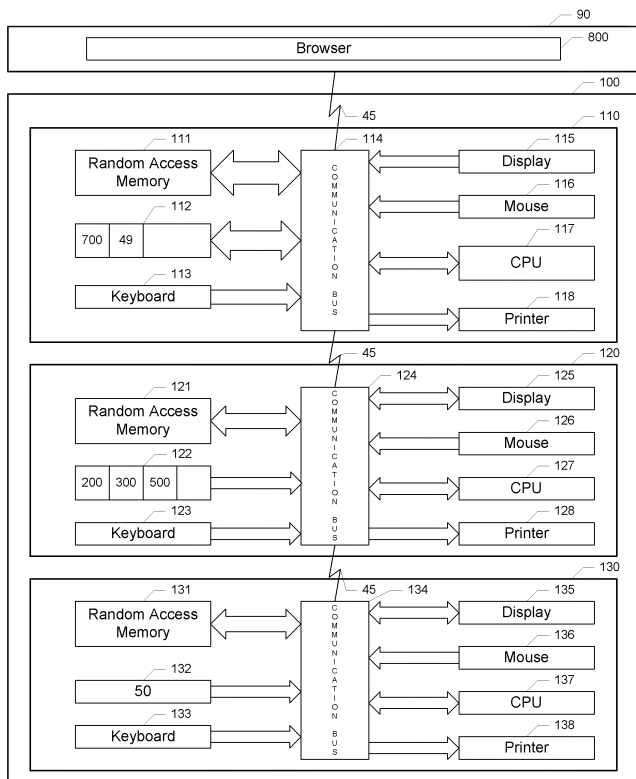 90
Browser
800
100
45
110
111
114
115
Random Access
Memory
Display
116
Mouse
112
117
700
49
CPU
113
Keyboard
118
Printer
COMMUNICATION BUS
45
120
121
124
125
Random Access
Memory
Display
126
Mouse
122
127
200
300
500
CPU
123
128
Keyboard
Printer
COMMUNICATION BUS
45
130
131
134
135
Random Access
Memory
Display
136
Mouse
132
137
50
CPU
133
138
Keyboard
Printer
COMMUNICATION BUS